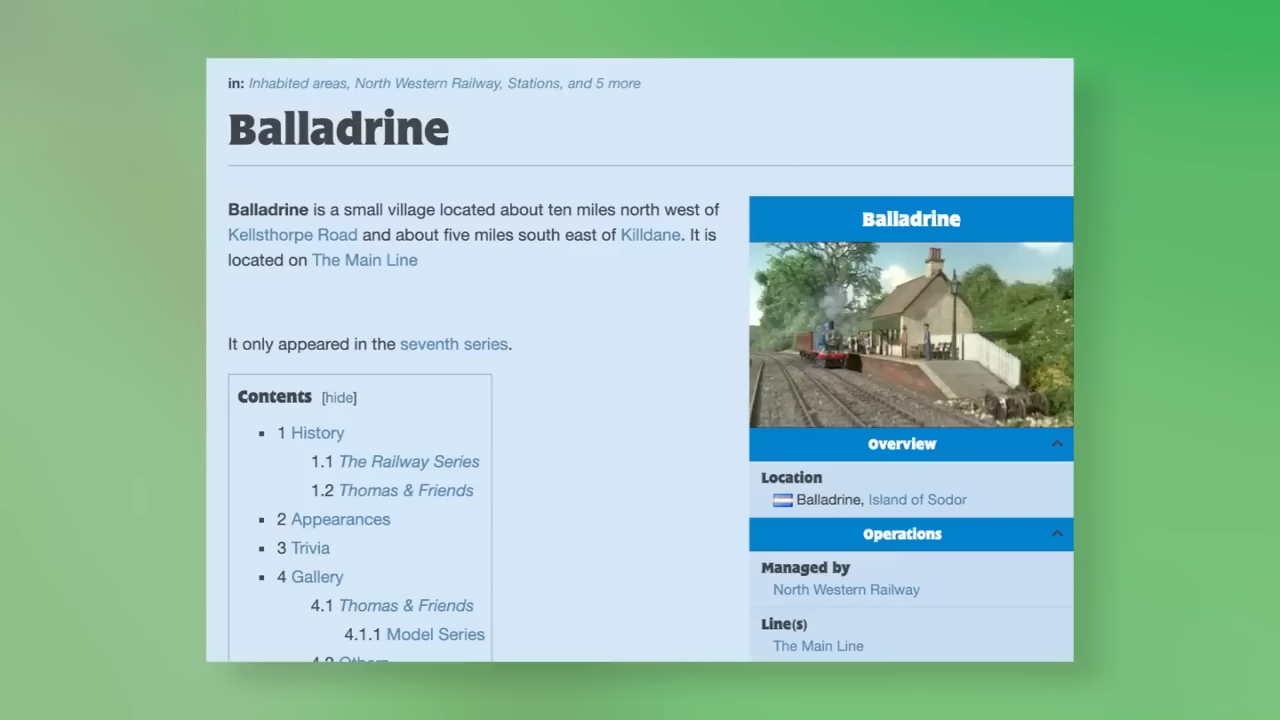 in: Inhabited areas, North Western Railway, Stations, and 5 more
Balladrine
Balladrine is a small village located about ten miles north west of
Kellsthorpe Road and about five miles south east of Killdane. It is
located on The Main Line
It only appeared in the seventh series.
Contents [hide]
▪ 1 History
1.1 The Railway Series
1.2 Thomas & Friends
▪ 2 Appearances
▪ 3 Trivia
▪ 4 Gallery
4.1 Thomas & Friends
4.1.1 Model Series
4.2 Others
Balladrine
Overview
Location
Balladrine, Island of Sodor
Operations
Managed by
North Western Railway
Line(s)
The Main Line